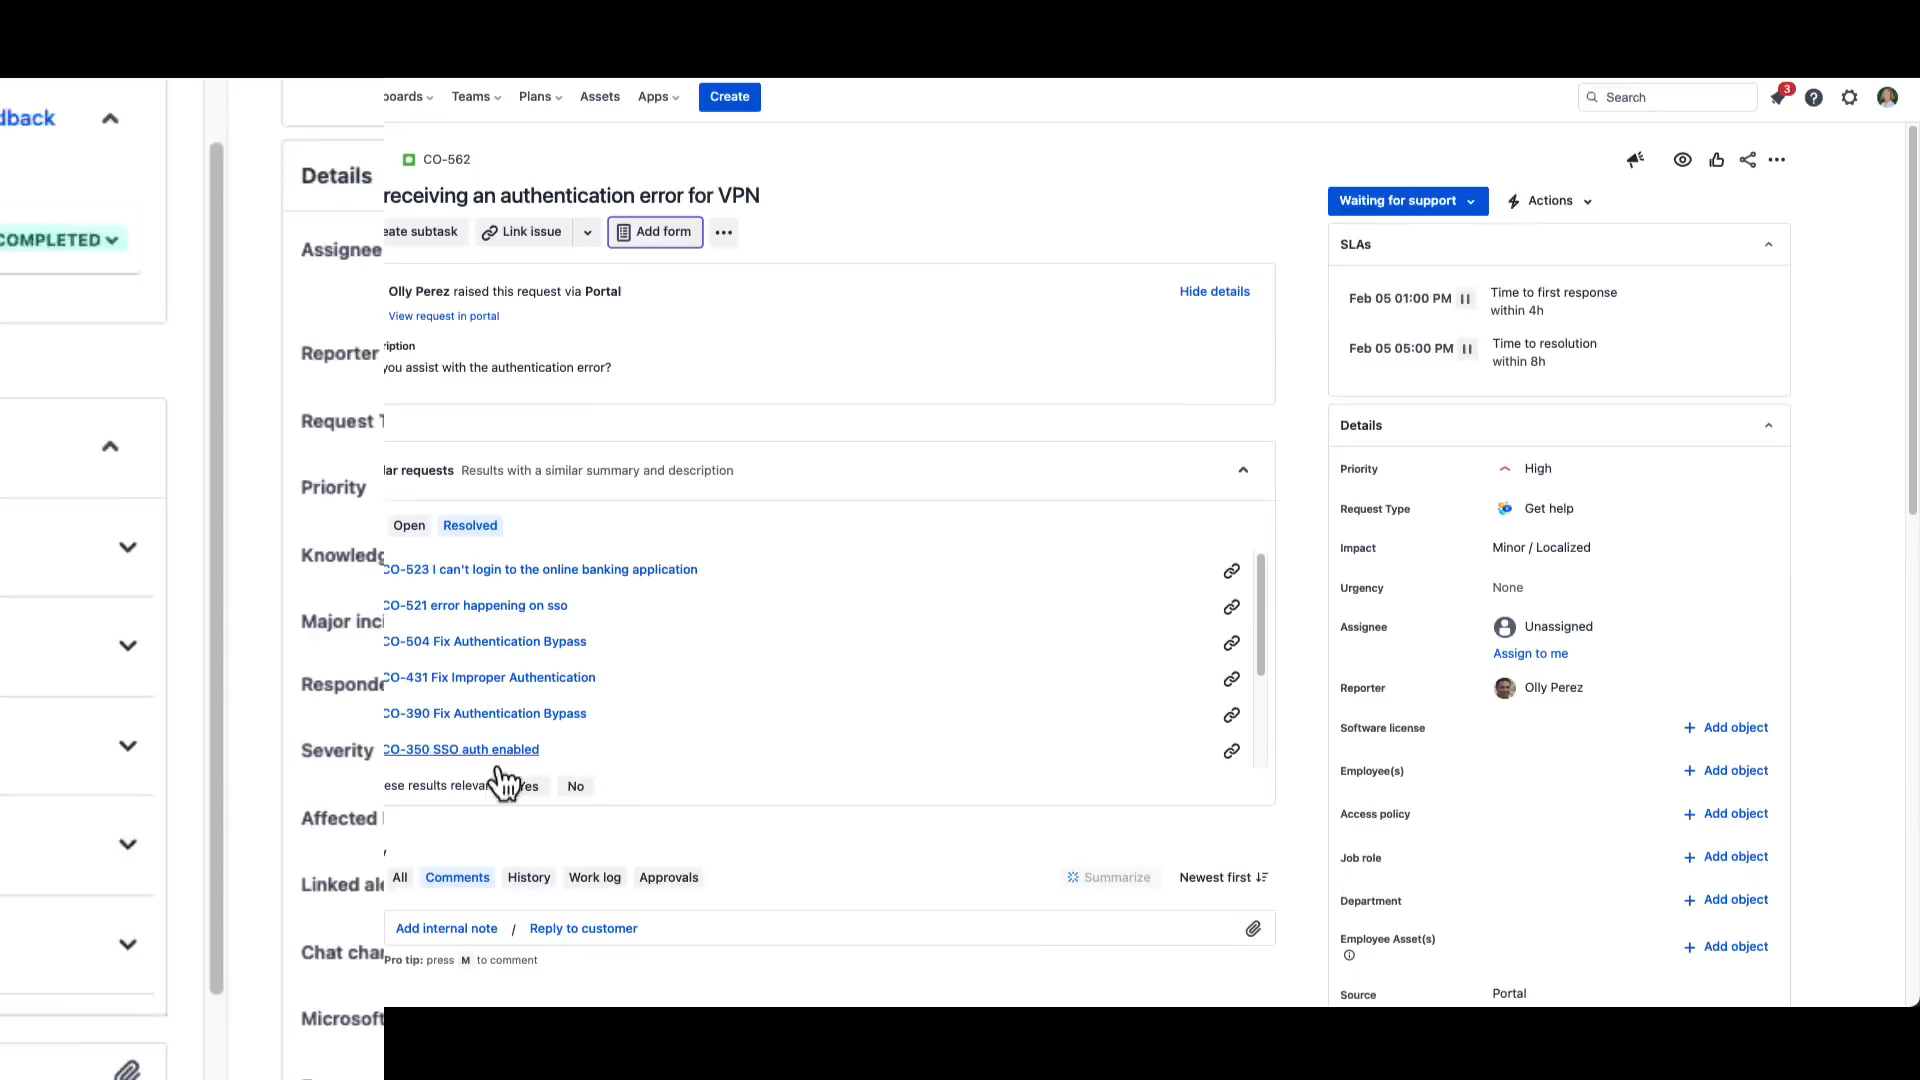 dback
COMPLETED
Details
Assignee
Reporter
Request T
Priority
Knowledg
Major inci
Responde
Severity
Affected
Linked ale
Chat chan
Microsoft
boards
Teams
Plans
Assets
Apps
Create
Search
3
CO-562
receiving an authentication error for VPN
eate subtask
Link issue
Add form
Olly Perez raised this request via Portal
Hide details
View request in portal
ription
you assist with the authentication error?
lar requests Results with a similar summary and description
Open
Resolved
CO-523 I can't login to the online banking application
CO-521 error happening on sso
CO-504 Fix Authentication Bypass
CO-431 Fix Improper Authentication
CO-390 Fix Authentication Bypass
CO-350 SSO auth enabled
ese results releva
Yes
No
All
Comments
History
Work log
Approvals
Summarize
Newest first
Add internal note / Reply to customer
Pro tip: press M to comment
Waiting for support
Actions
SLAs
Feb 05 01:00 PM
Time to first response
within 4h
Feb 05 05:00 PM
Time to resolution
within 8h
Details
Priority
High
Request Type
Get help
Impact
Minor / Localized
Urgency
None
Assignee
Unassigned
Assign to me
Reporter
Olly Perez
Software license
Add object
Employee(s)
Add object
Access policy
Add object
Job role
Add object
Department
Add object
Employee Asset(s)
Add object
Source
Portal